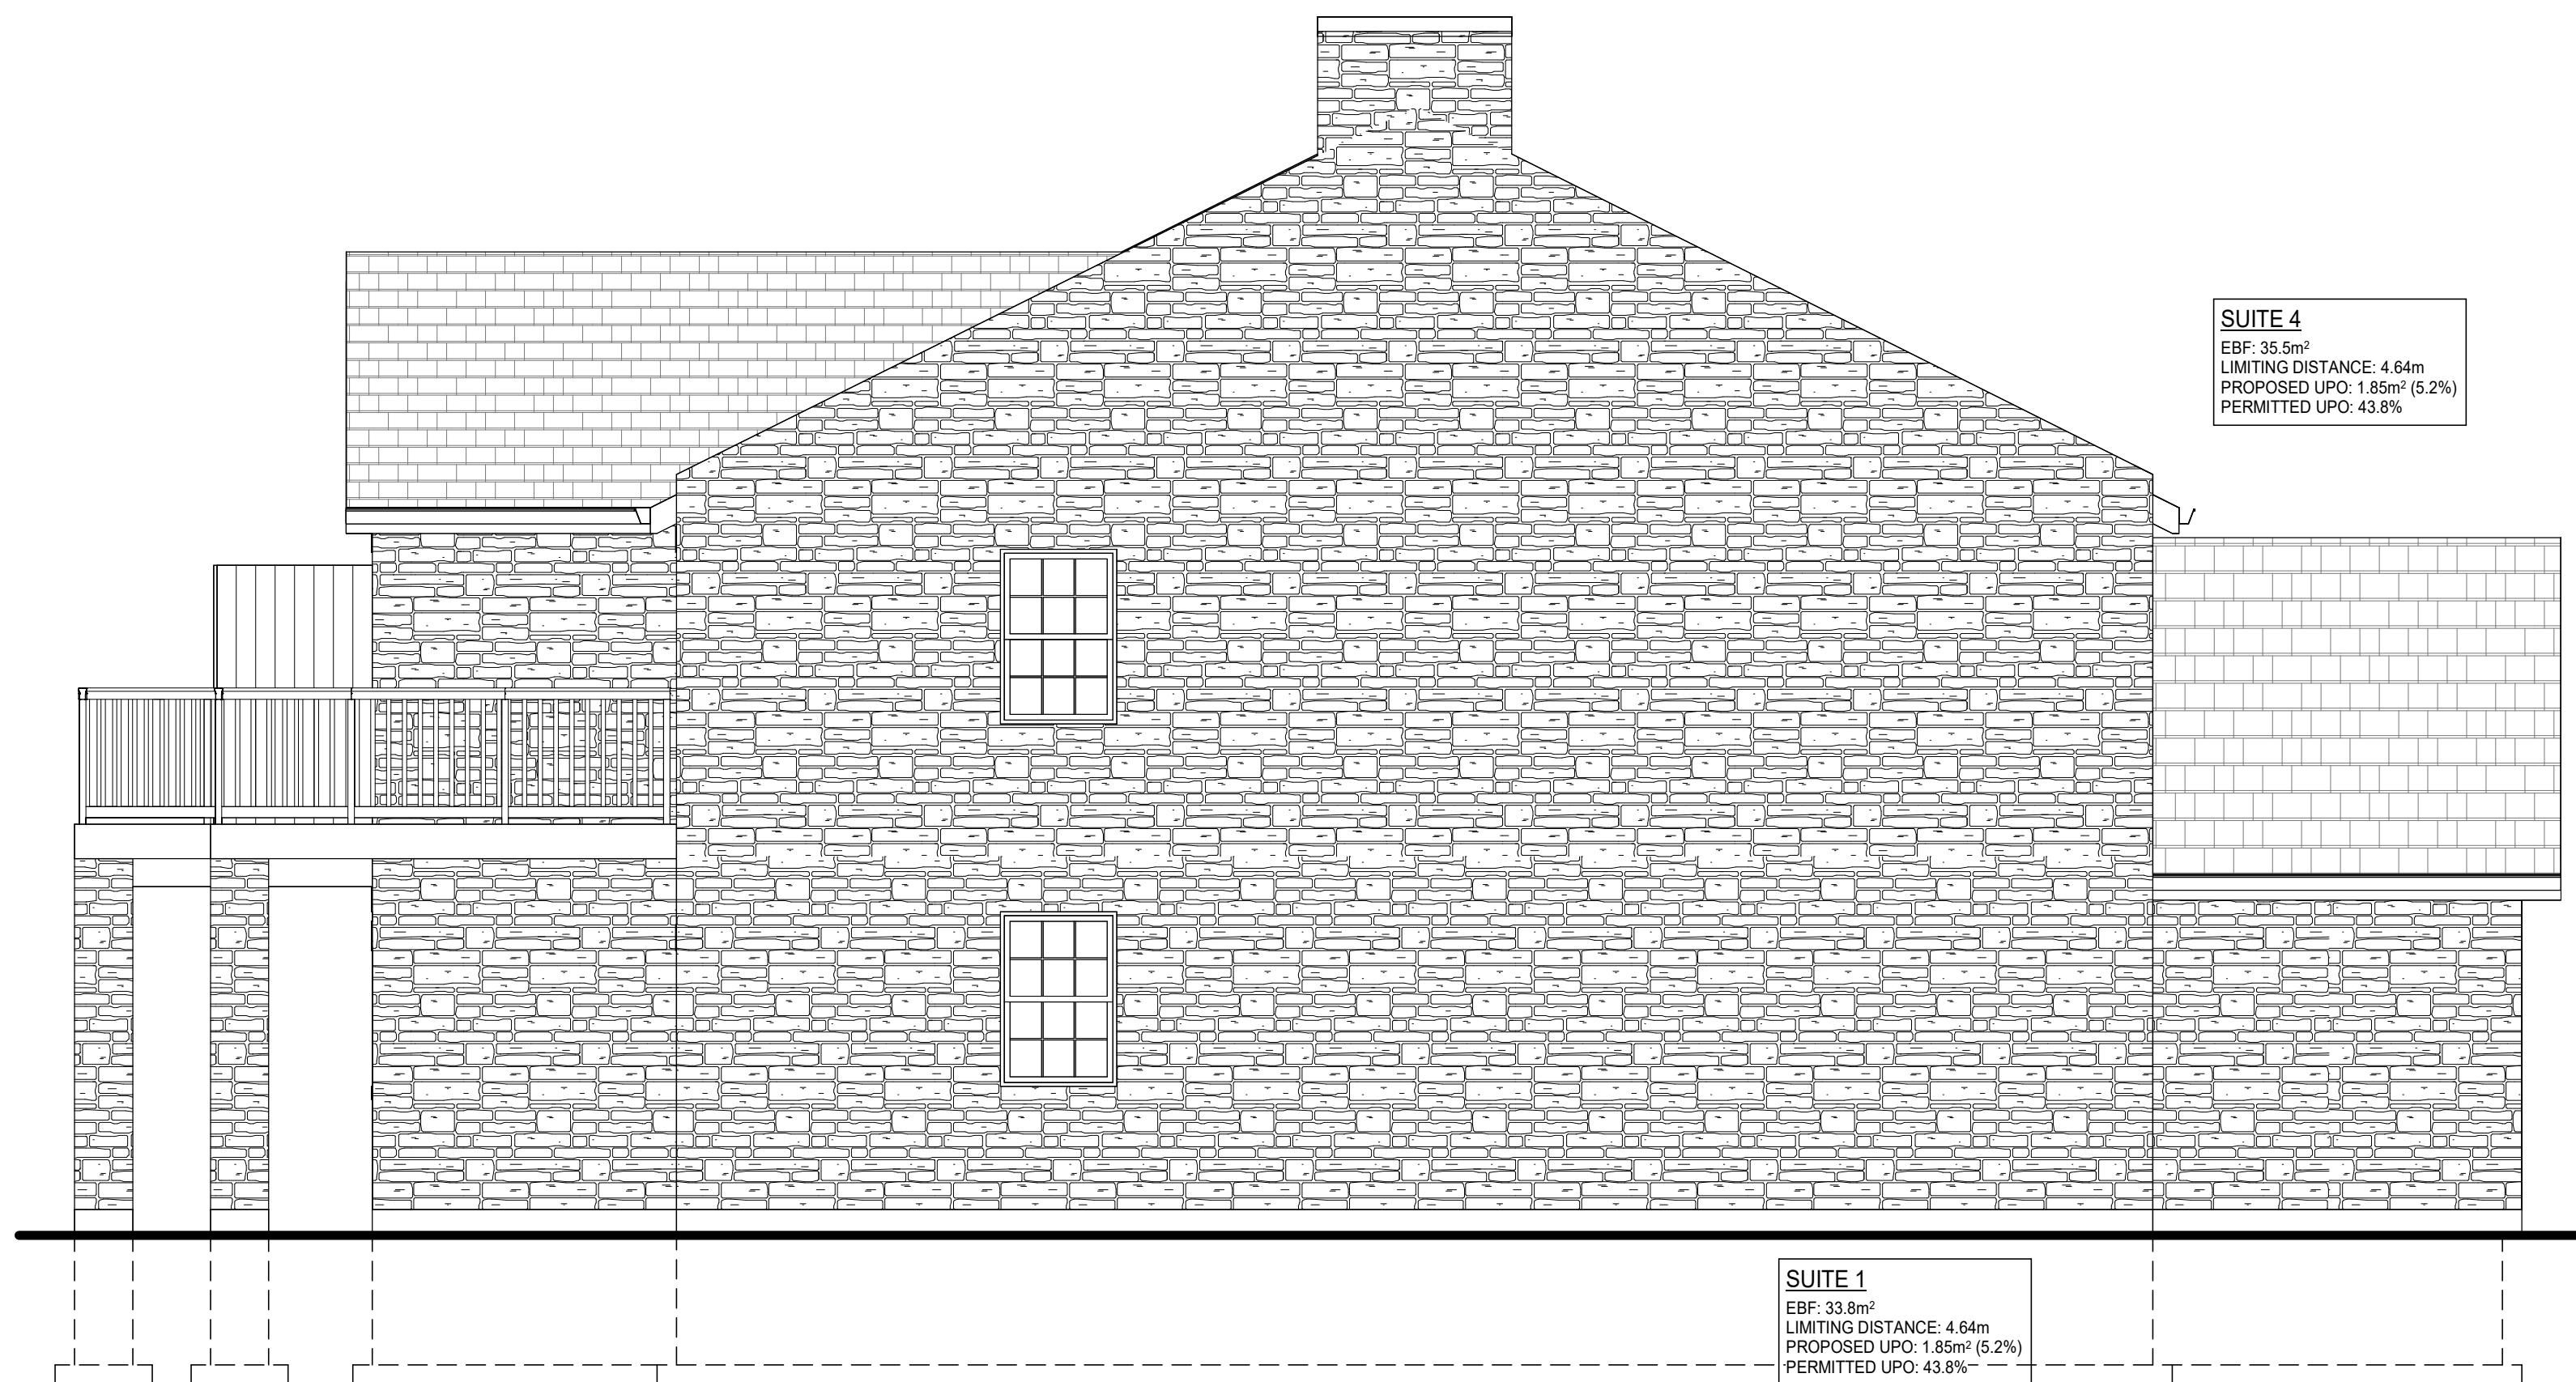 SUITE 4
EBF: 35.5m²
LIMITING DISTANCE: 4.64m
PROPOSED UPO: 1.85m² (5.2%)
PERMITTED UPO: 43.8%
SUITE 1
EBF: 33.8m²
LIMITING DISTANCE: 4.64m
PROPOSED UPO: 1.85m² (5.2%)
PERMITTED UPO: 43.8%